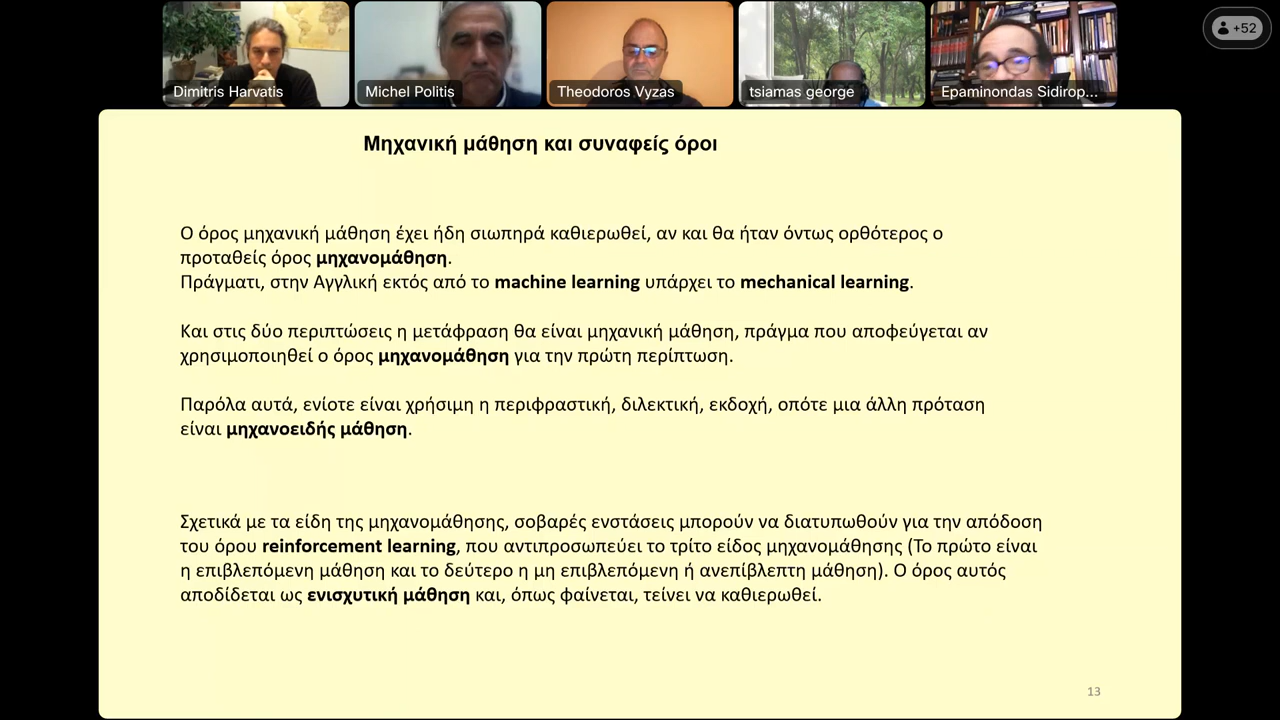 Dimitris Harvatis
Michel Politis
Theodoros Vyzas
tsiamas george
Epaminondas Sidirop...
+52
Μηχανική μάθηση και συναφείς όροι
Ο όρος μηχανική μάθηση έχει ήδη σιωπηρά καθιερωθεί, αν και θα ήταν όντως ορθότερος ο
προταθείς όρος μηχανομάθηση.
Πράγματι, στην Αγγλική εκτός από το machine learning υπάρχει το mechanical learning.
Και στις δύο περιπτώσεις η μετάφραση θα είναι μηχανική μάθηση, πράγμα που αποφεύγεται αν
χρησιμοποιηθεί ο όρος μηχανομάθηση για την πρώτη περίπτωση.
Παρόλα αυτά, ενίοτε είναι χρήσιμη η περιφραστική, διλεκτική, εκδοχή, οπότε μια άλλη πρόταση
είναι μηχανοειδής μάθηση.
Σχετικά με τα είδη της μηχανομάθησης, σοβαρές ενστάσεις μπορούν να διατυπωθούν για την απόδοση
του όρου reinforcement learning, που αντιπροσωπεύει το τρίτο είδος μηχανομάθησης (Το πρώτο είναι
η επιβλεπόμενη μάθηση και το δεύτερο η μη επιβλεπόμενη ή ανεπίβλεπτη μάθηση). Ο όρος αυτός
αποδίδεται ως ενισχυτική μάθηση και, όπως φαίνεται, τείνει να καθιερωθεί.
13